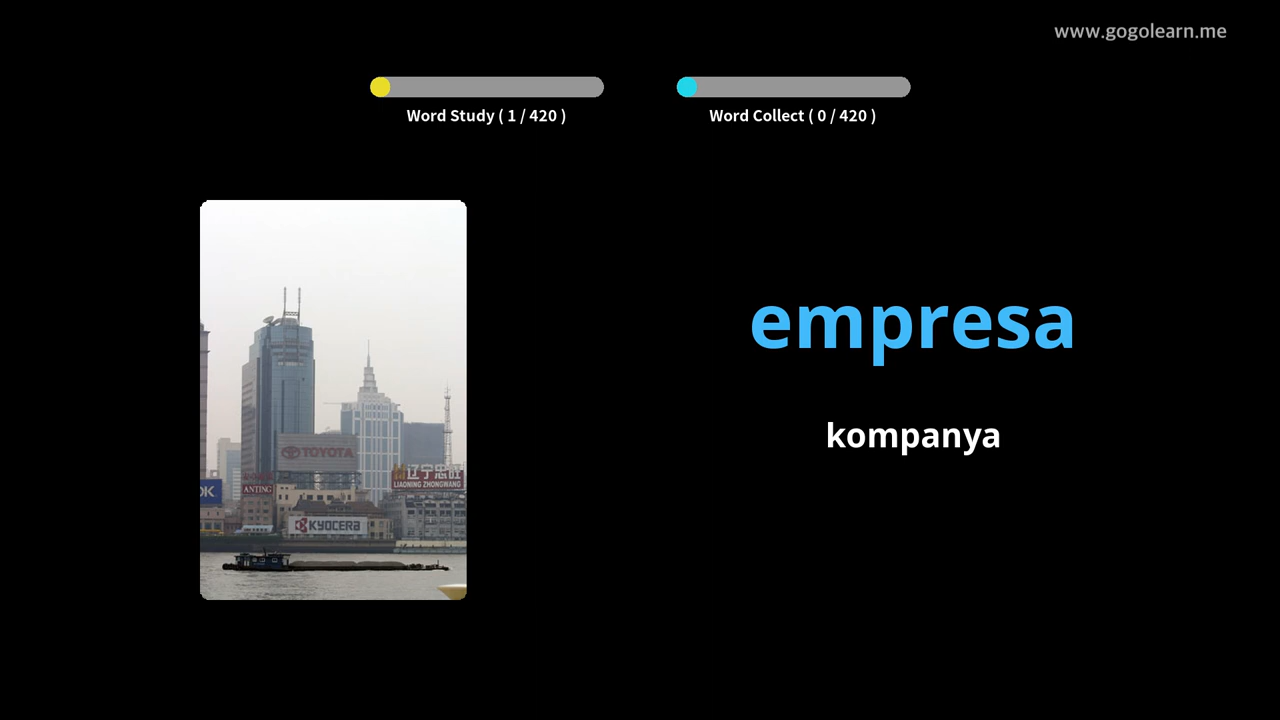 www.gogolearn.me
Word Study ( 1 / 420 )
Word Collect ( 0 / 420 )
empresa
kompanya
TOYOTA
辽宁忠旺
LIAONING ZHONGWANG
OK
ANTING
KYOCERA